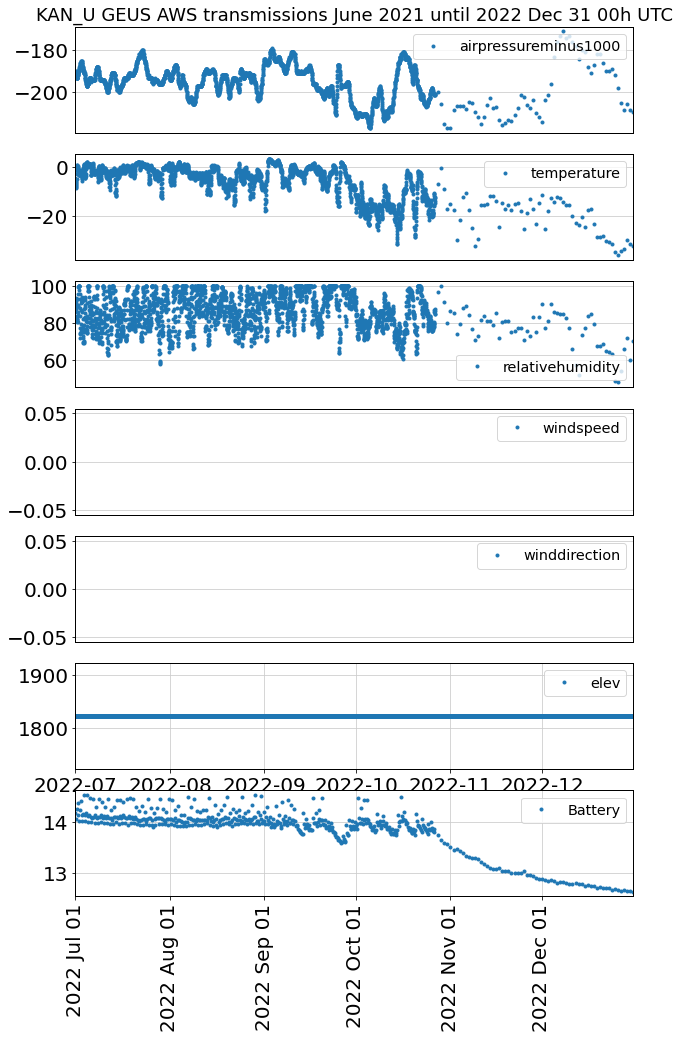 KAN_U GEUS AWS transmissions June 2021 until 2022 Dec 31 00h UTC
airpressureminus1000
−180
−200
temperature
0
−20
100
80
60
relativehumidity
0.05
windspeed
0.00
−0.05
0.05
winddirection
0.00
−0.05
1900
elev
1800
2022-07 2022-08 2022-09 2022-10 2022-11 2022-12
Battery
14
13
2022 Jul 01
2022 Aug 01
2022 Sep 01
2022 Oct 01
2022 Nov 01
2022 Dec 01